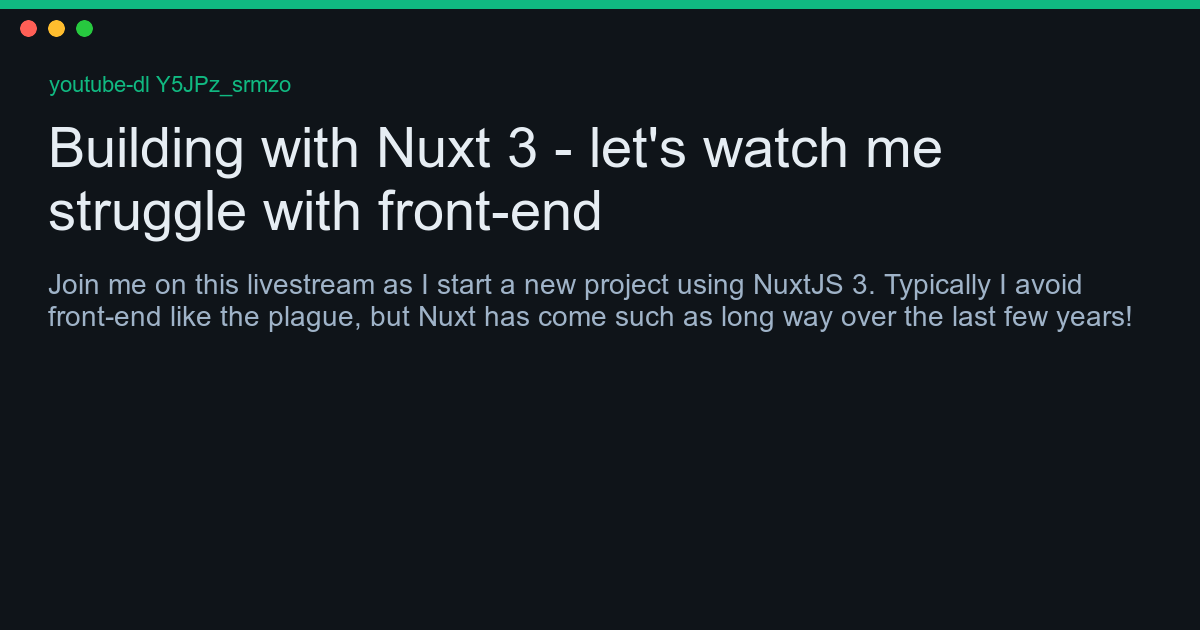 youtube-dl Y5JPz_srmzo
Building with Nuxt 3 - let's watch me
struggle with front-end
Join me on this livestream as I start a new project using NuxtJS 3. Typically I avoid
front-end like the plague, but Nuxt has come such as long way over the last few years!